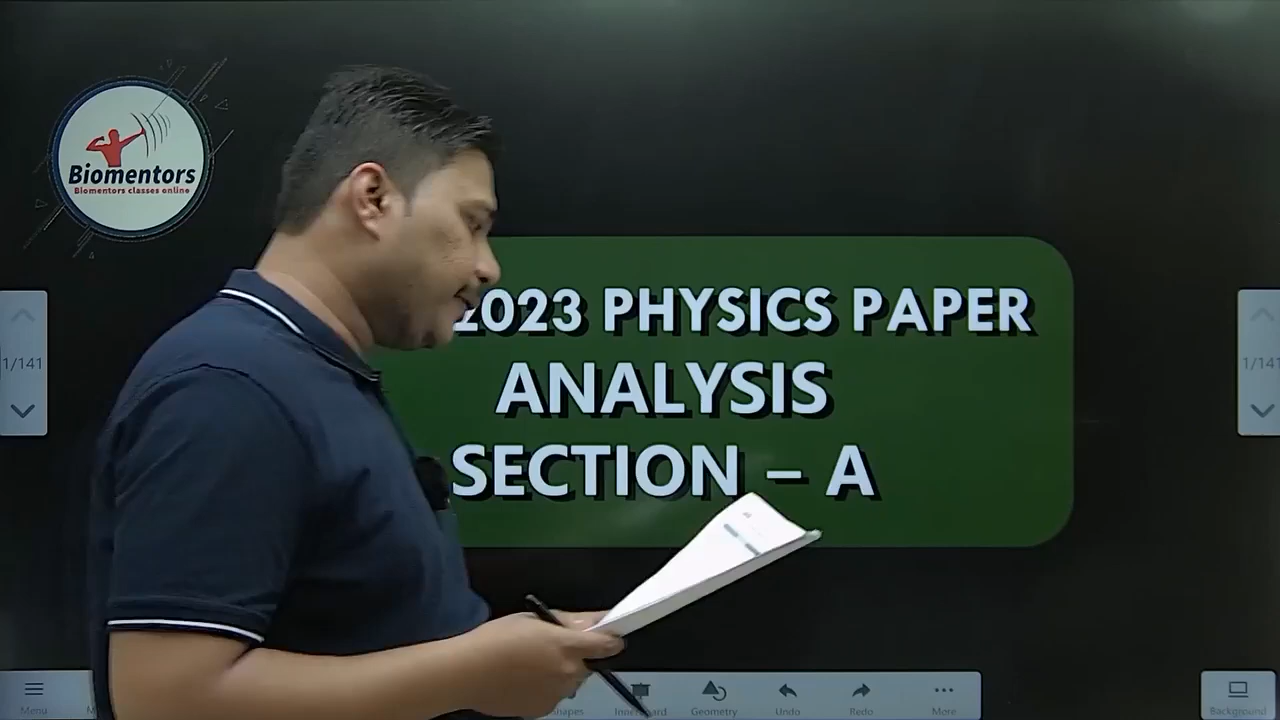 Biomentors
Biomentors classes online
2023 PHYSICS PAPER
ANALYSIS
SECTION – A
1/141
1/141
Menu
Geometry
Undo
Redo
More
Background